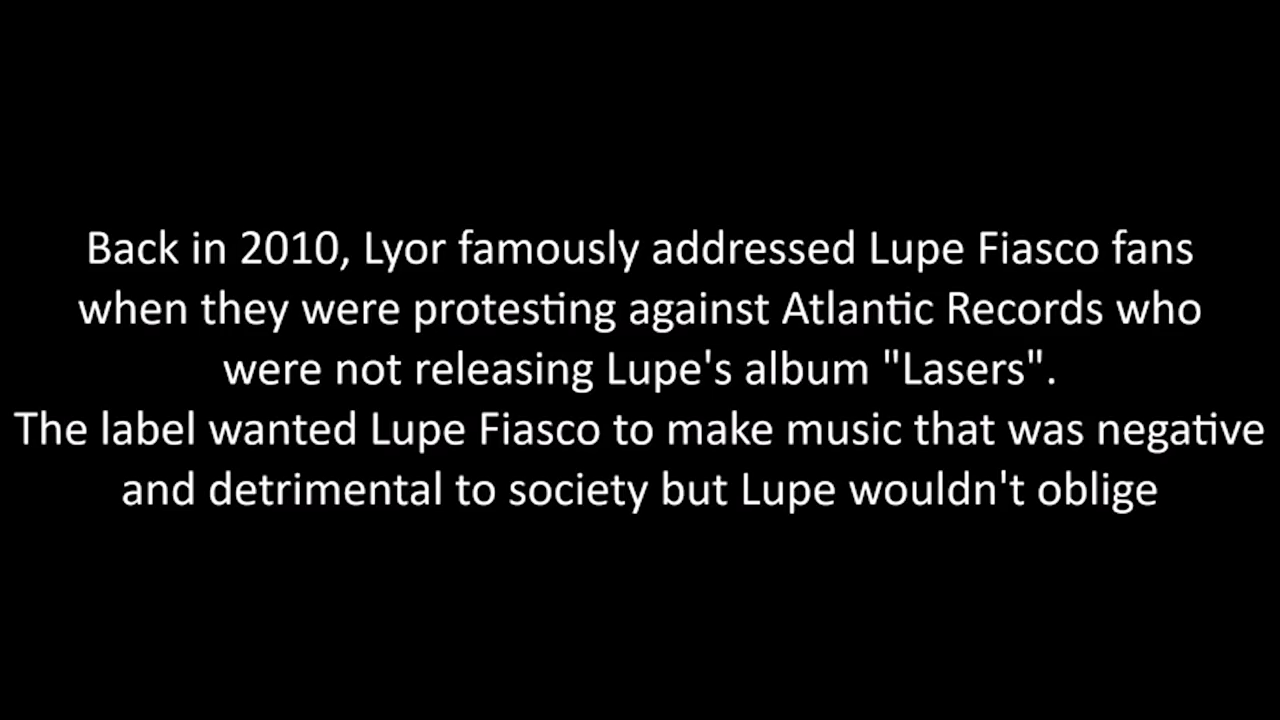 Back in 2010, Lyor famously addressed Lupe Fiasco fans
when they were protesting against Atlantic Records who
were not releasing Lupe's album "Lasers".
The label wanted Lupe Fiasco to make music that was negative
and detrimental to society but Lupe wouldn't oblige